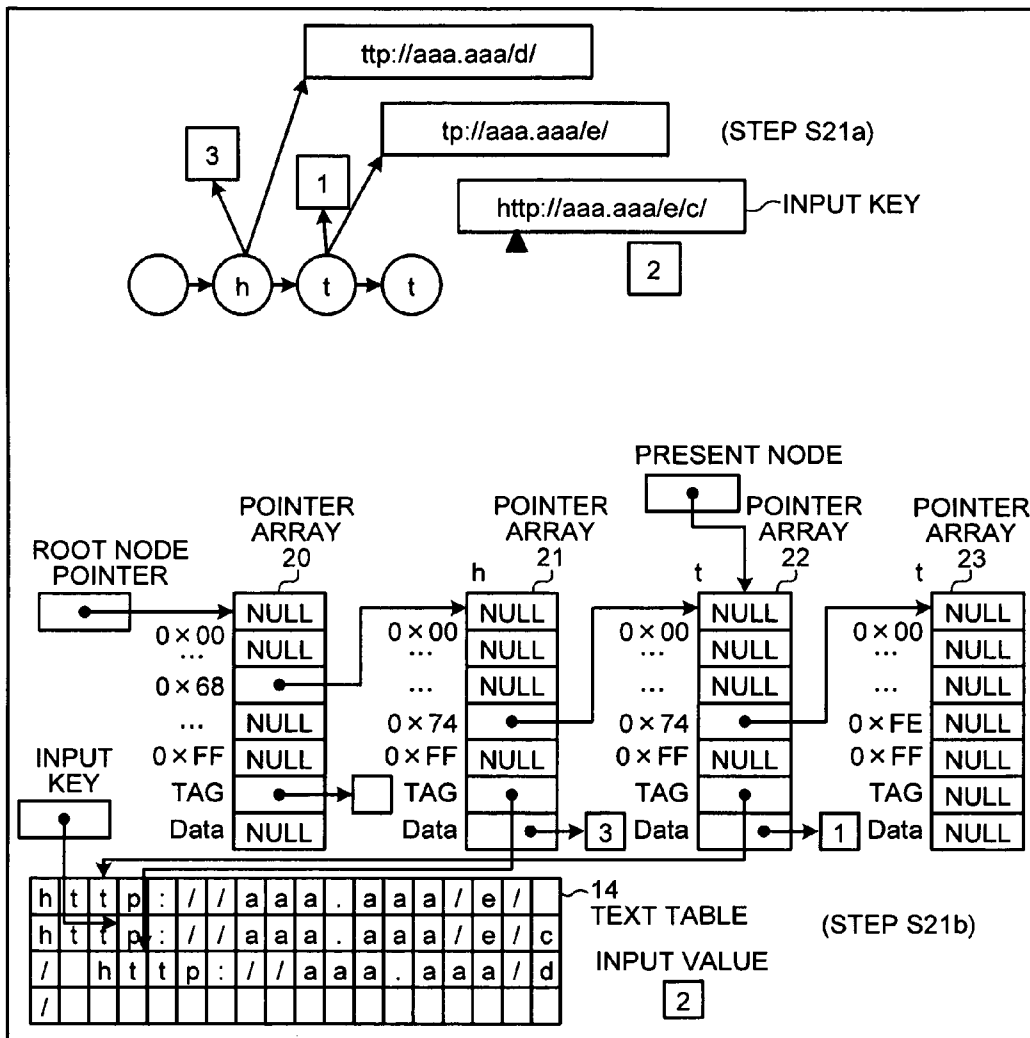 ttp://aaa.aaa/d/
tp://aaa.aaa/e/
(STEP S21a)
3
1
http://aaa.aaa/e/c/
INPUT KEY
2
h
t
t
PRESENT NODE
ROOT NODE
POINTER
POINTER
ARRAY
20
NULL
0×00
NULL
...
0×68
...
NULL
0×FF
NULL
TAG
Data
NULL
POINTER
ARRAY
21
h
NULL
0×00
NULL
...
NULL
...
0×74
0×FF
NULL
TAG
Data
3
POINTER
ARRAY
22
t
NULL
0×00
NULL
...
NULL
...
0×74
0×FF
NULL
TAG
Data
1
POINTER
ARRAY
23
t
NULL
0×00
NULL
...
NULL
...
0×FE
NULL
0×FF
NULL
TAG
NULL
Data
NULL
INPUT
KEY
h t t p : / / a a a . a a a / e /
h t t p : / / a a a . a a a / e / c
/ h t t p : / / a a a . a a a / d
/
14
TEXT TABLE
(STEP S21b)
INPUT VALUE
2